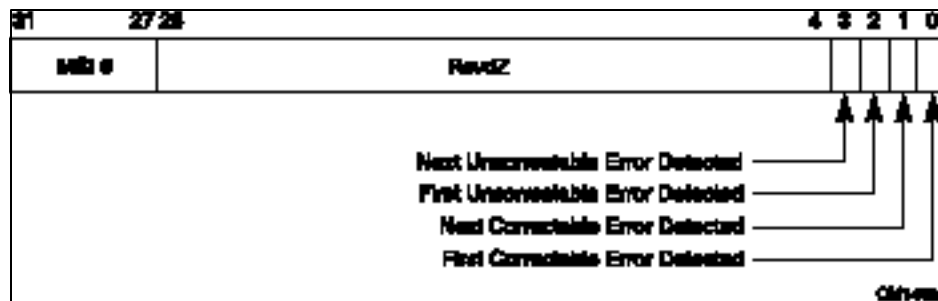 31 27 26 4 3 2 1 0
RsvdZ
Next Uncorrectable Error Detected
First Uncorrectable Error Detected
Next Correctable Error Detected
First Correctable Error Detected